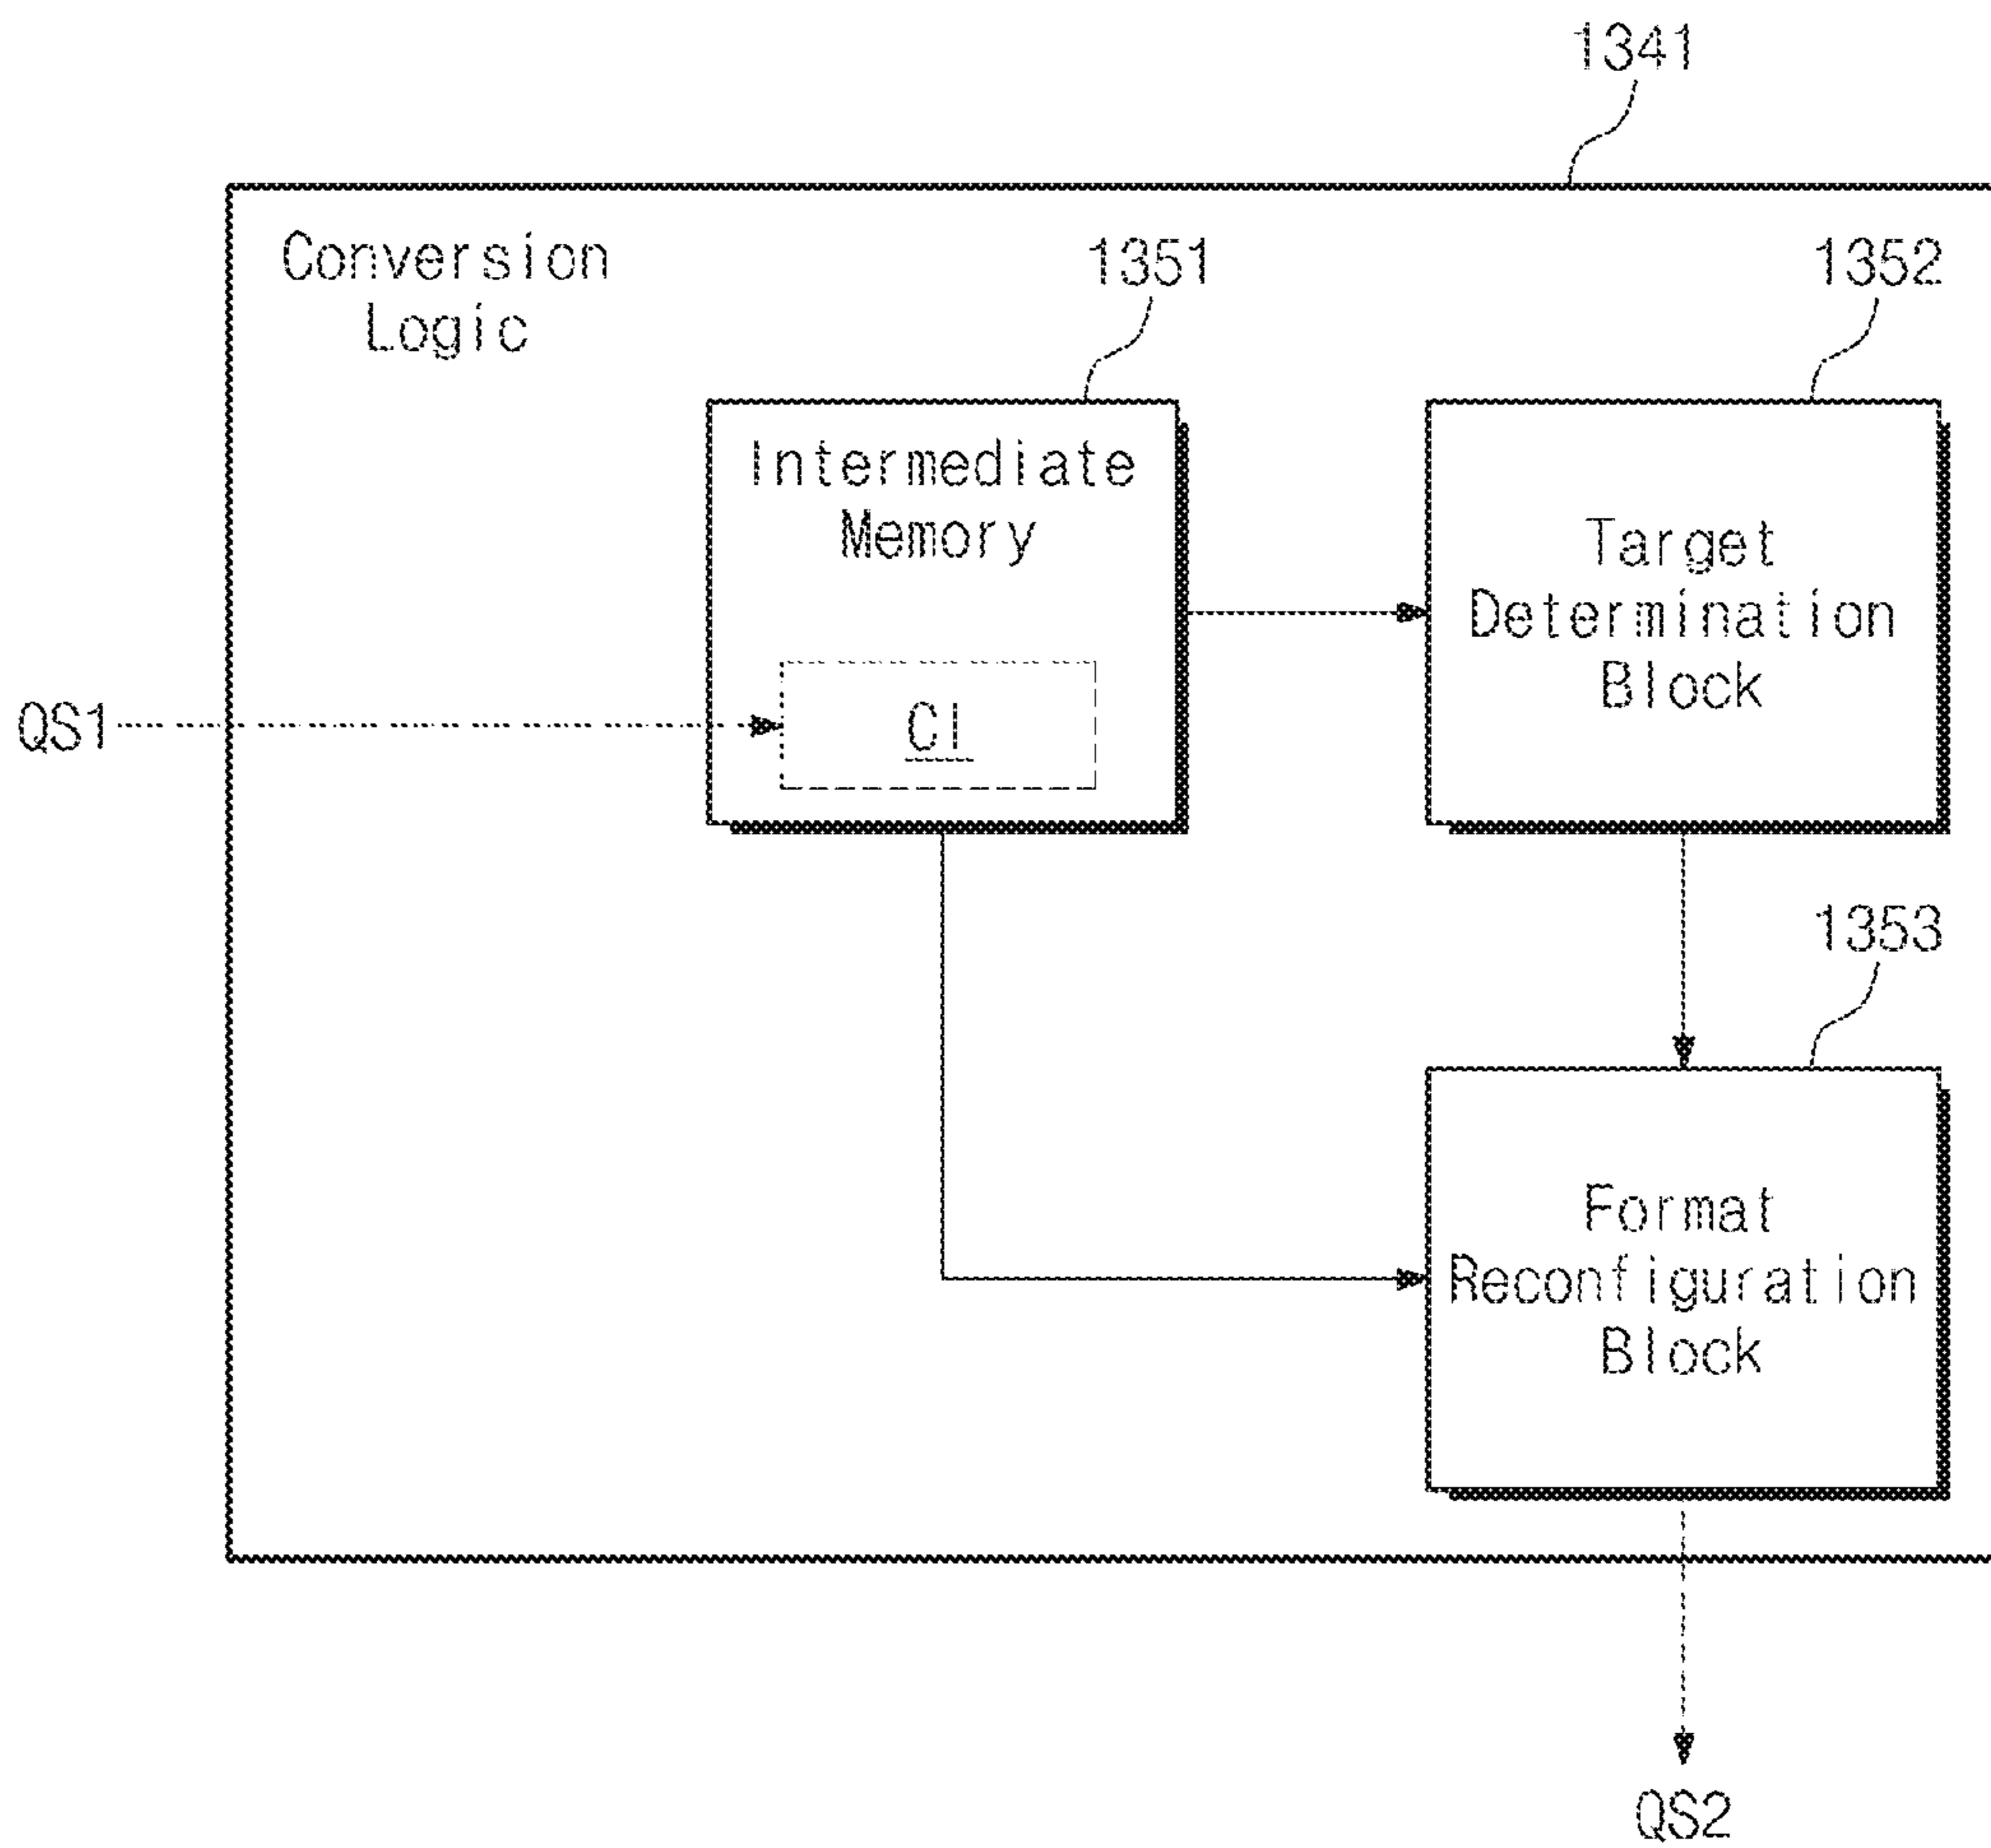 1341
Conversion
Logic
1351
1352
Intermediate
Memory
Target
Determination
Block
QS1
CI
1353
Format
Reconfiguration
Block
QS2